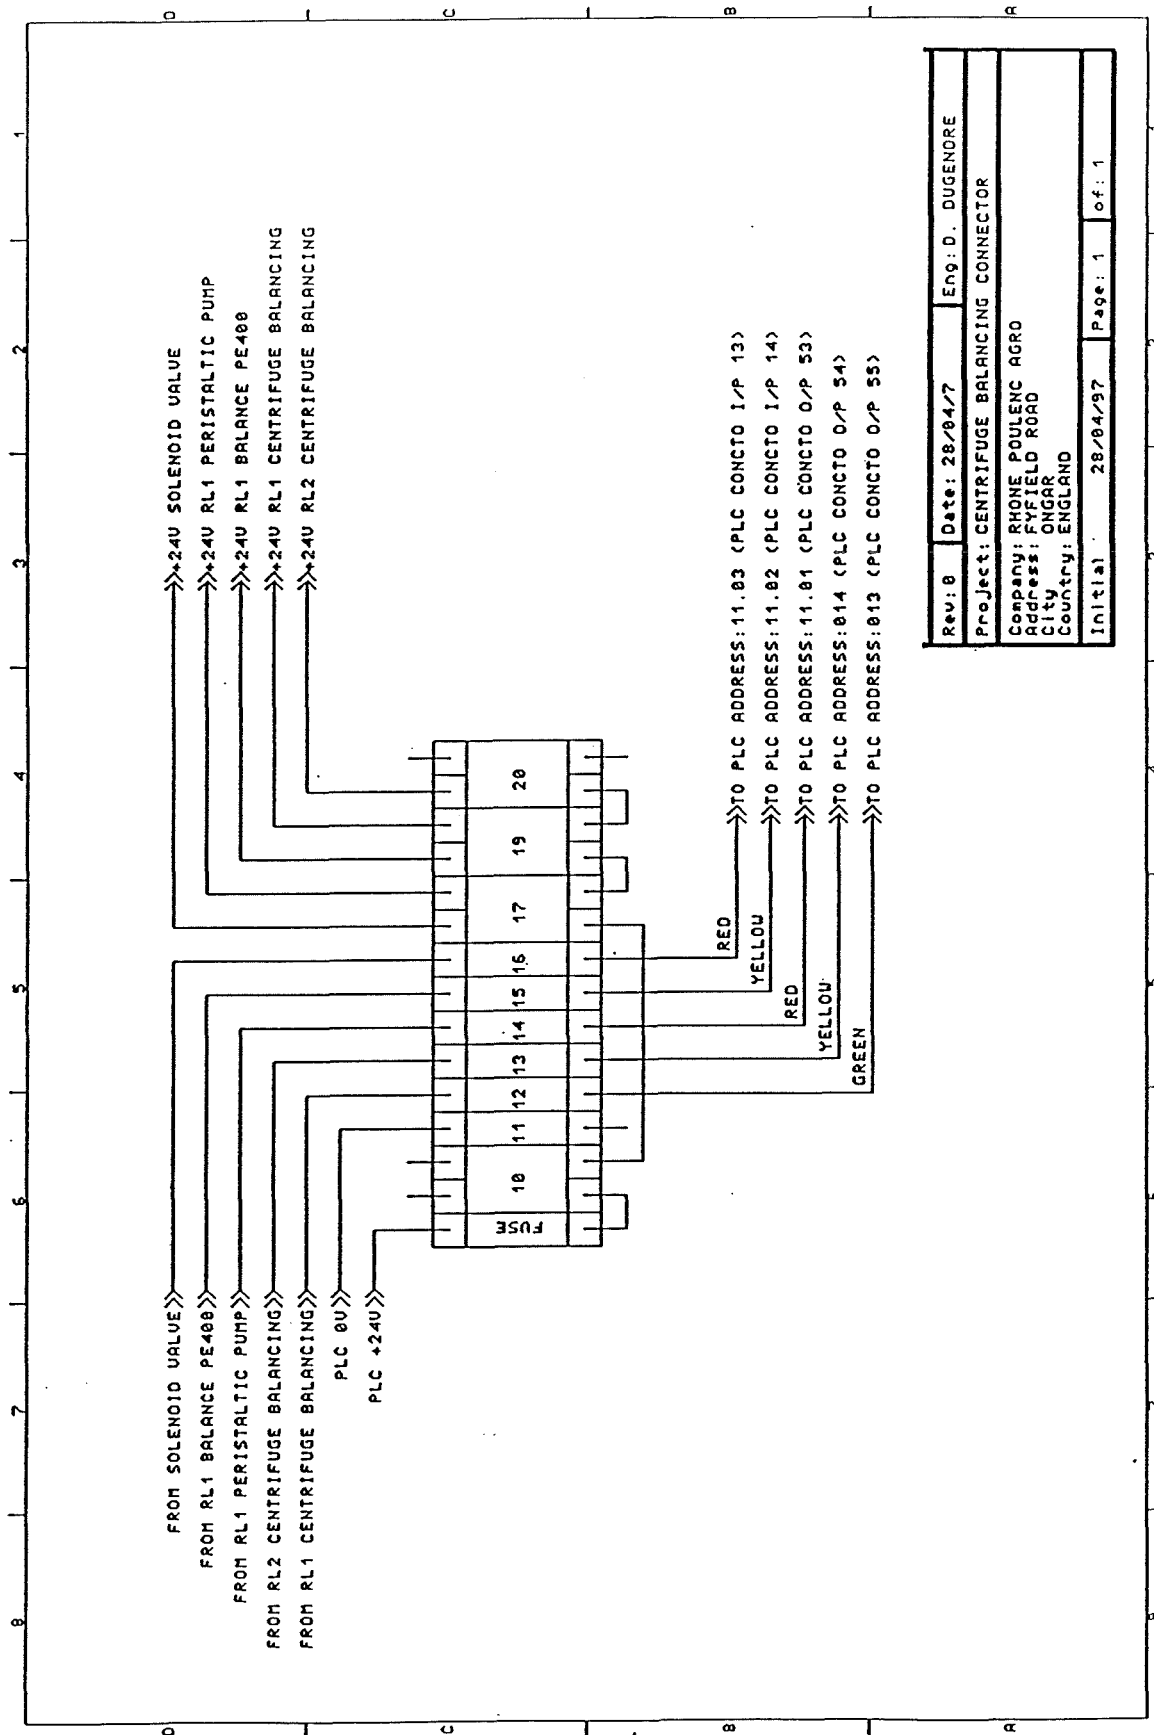 8
7
6
5
4
3
2
1
D
C
B
A
FROM SOLENOID VALVE
FROM RL1 BALANCE PE400
FROM RL1 PERISTALTIC PUMP
FROM RL2 CENTRIFUGE BALANCING
FROM RL1 CENTRIFUGE BALANCING
PLC 0V
PLC +24V
+24V SOLENOID VALVE
+24V RL1 PERISTALTIC PUMP
+24V RL1 BALANCE PE400
+24V RL1 CENTRIFUGE BALANCING
+24V RL2 CENTRIFUGE BALANCING
FUSE 10 11 12 13 14 15 16 17 19 20
RED TO PLC ADDRESS:11.03 (PLC CONCTO I/P 13)
YELLOW TO PLC ADDRESS:11.02 (PLC CONCTO I/P 14)
RED TO PLC ADDRESS:11.01 (PLC CONCTO O/P 53)
YELLOW TO PLC ADDRESS:014 (PLC CONCTO O/P 54)
GREEN TO PLC ADDRESS:013 (PLC CONCTO O/P 55)
Rev:0 Date: 28/04/7 Eng: D. DUGENDRE
Project: CENTRIFUGE BALANCING CONNECTOR
Company: RHONE POULENC AGRO
Address: FYFIELD ROAD
City ONGAR
Country: ENGLAND
Initial 28/04/97 Page: 1 of: 1
D
C
B
A